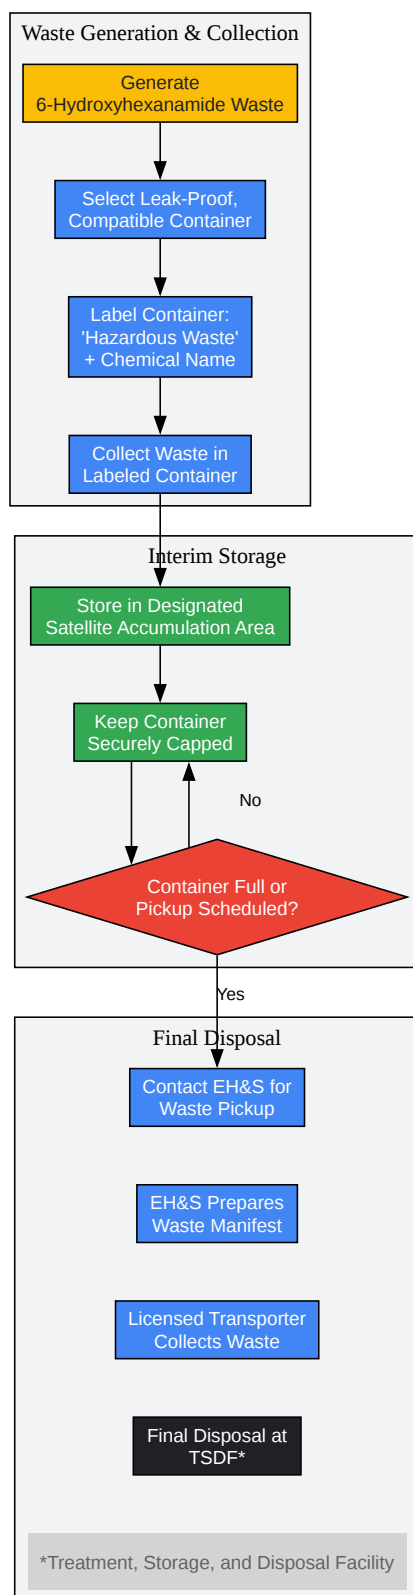 Waste Generation & Collection
Generate
6-Hydroxyhexanamide Waste
Select Leak-Proof,
Compatible Container
Label Container:
'Hazardous Waste'
+ Chemical Name
Collect Waste in
Labeled Container
Interim Storage
Store in Designated
Satellite Accumulation Area
Keep Container
Securely Capped
No
Container Full or
Pickup Scheduled?
Yes
Final Disposal
Contact EH&S for
Waste Pickup
EH&S Prepares
Waste Manifest
Licensed Transporter
Collects Waste
Final Disposal at
TSDF*
*Treatment, Storage, and Disposal Facility